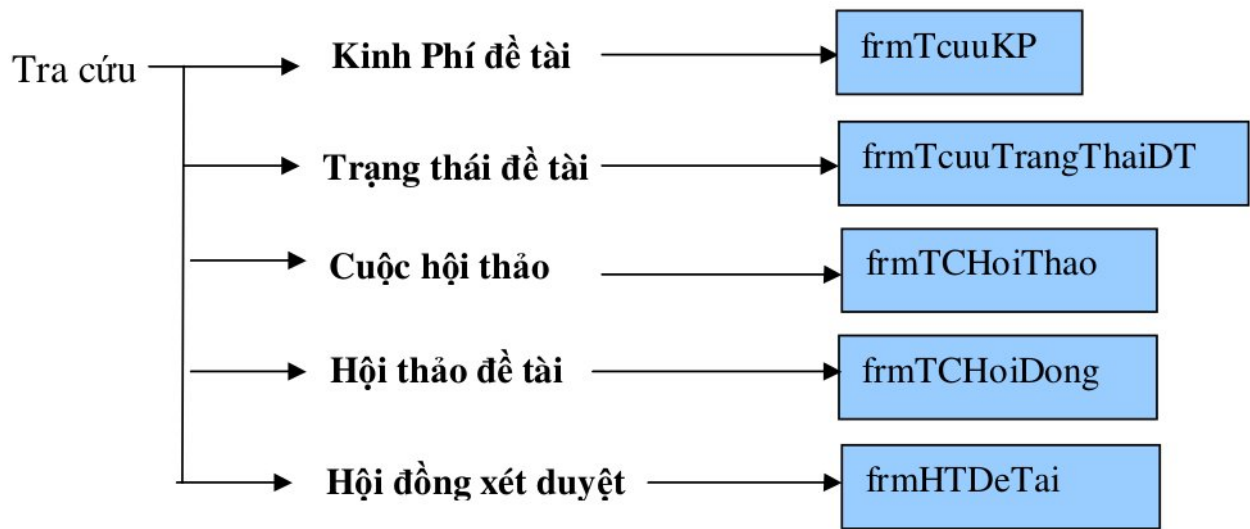 Tra cứu
Kinh Phí đề tài
frmTcuuKP
Trạng thái đề tài
frmTcuuTrangThaiDT
Cuộc hội thảo
frmTCHoiThao
Hội thảo đề tài
frmTCHoiDong
Hội đồng xét duyệt
frmHTDeTai